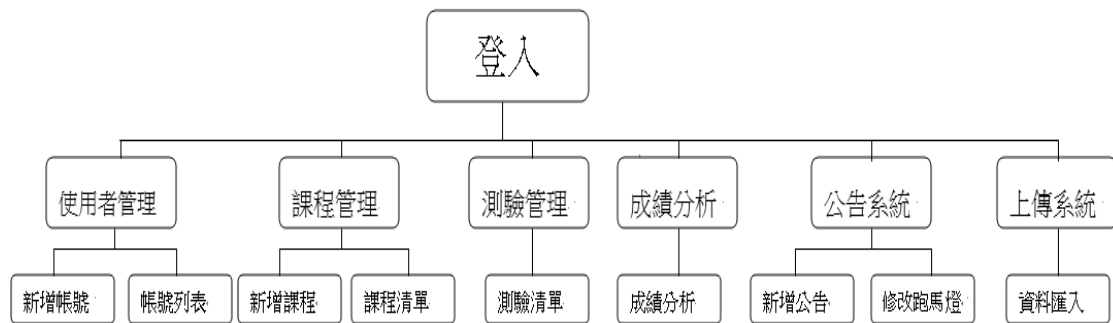 登入
使用者管理
課程管理
測驗管理
成績分析
公告系統
上傳系統
新增帳號
帳號列表
新增課程
課程清單
測驗清單
成績分析
新增公告
修改跑馬燈
資料匯入